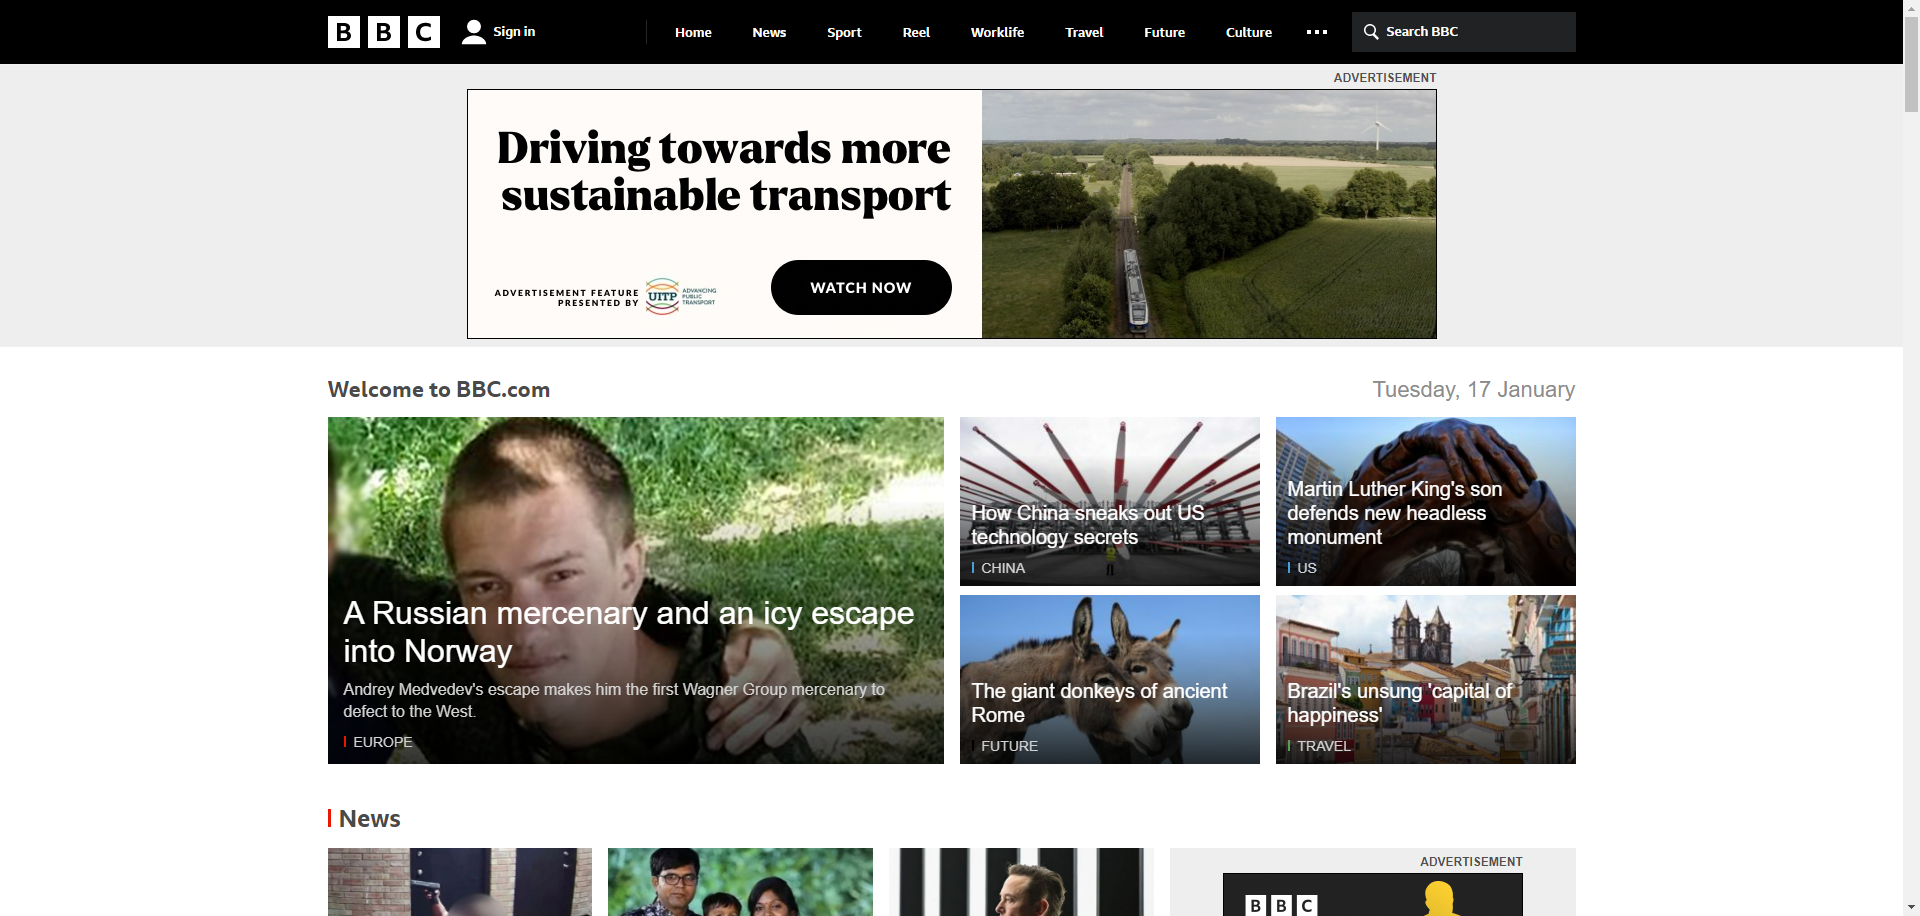 BBC
Sign in
Home
News
Sport
Reel
Worklife
Travel
Future
Culture
Search BBC
ADVERTISEMENT
Driving towards more
sustainable transport
ADVERTISEMENT FEATURE
PRESENTED BY
UITP
ADVANCING
PUBLIC
TRANSPORT
WATCH NOW
Welcome to BBC.com
Tuesday, 17 January
A Russian mercenary and an icy escape
into Norway
Andrey Medvedev's escape makes him the first Wagner Group mercenary to
defect to the West.
EUROPE
How China sneaks out US
technology secrets
CHINA
Martin Luther King's son
defends new headless
monument
US
The giant donkeys of ancient
Rome
FUTURE
Brazil's unsung 'capital of
happiness'
TRAVEL
News
ADVERTISEMENT
BBC